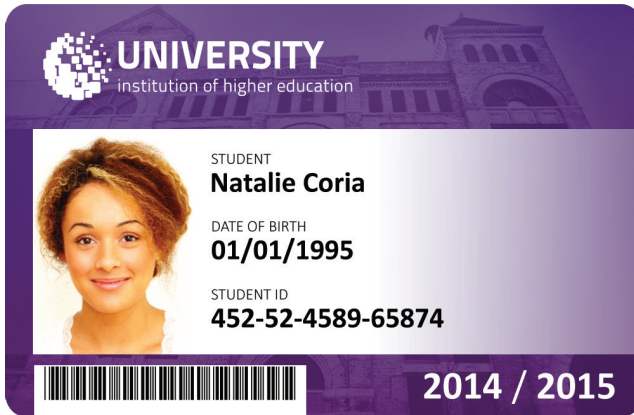 UNIVERSITY
institution of higher education
STUDENT
Natalie Coria
DATE OF BIRTH
01/01/1995
STUDENT ID
452-52-4589-65874
2014 / 2015